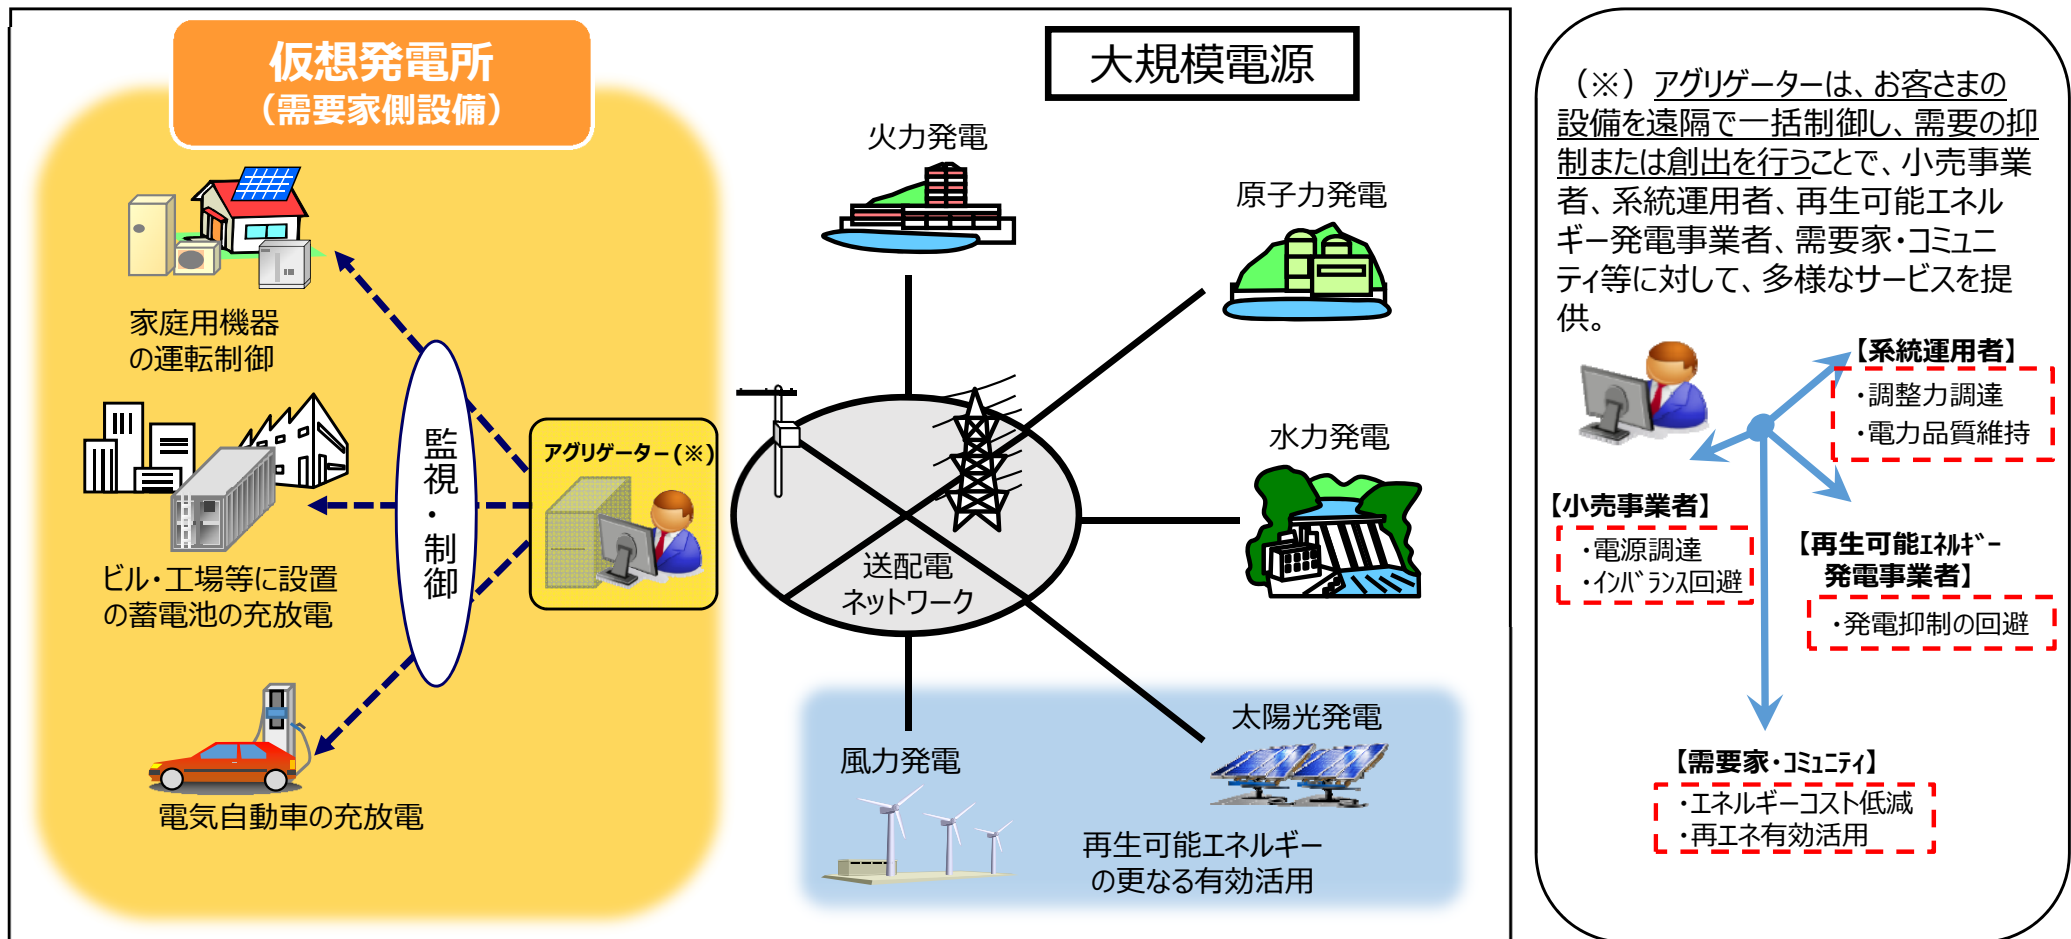 仮想発電所
（需要家側設備）
家庭用機器
の運転制御
ビル・工場等に設置
の蓄電池の充放電
電気自動車の充放電
監視・制御
アグリゲーター(※)
大規模電源
火力発電
原子力発電
水力発電
送配電
ネットワーク
太陽光発電
風力発電
再生可能エネルギー
の更なる有効活用
（※）アグリゲーターは、お客さまの
設備を遠隔で一括制御し、需要の抑
制または創出を行うことで、小売事業
者、系統運用者、再生可能エネル
ギー発電事業者、需要家・コミュニ
ティ等に対して、多様なサービスを提
供。
【系統運用者】
・調整力調達
・電力品質維持
【小売事業者】
・電源調達
・インバランス回避
【再生可能エネルギー
発電事業者】
・発電抑制の回避
【需要家・コミュニティ】
・エネルギーコスト低減
・再エネ有効活用